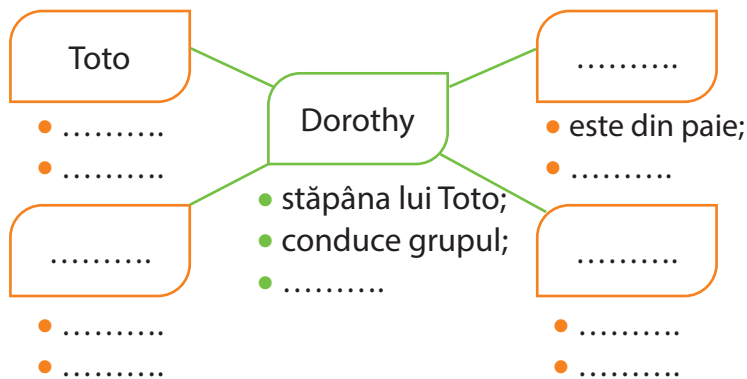 Toto
• ……….
• ……….
Dorothy
• stăpâna lui Toto;
• conduce grupul;
• ……….
……….
• este din paie;
• ……….
……….
• ……….
• ……….
……….
• ……….
• ……….